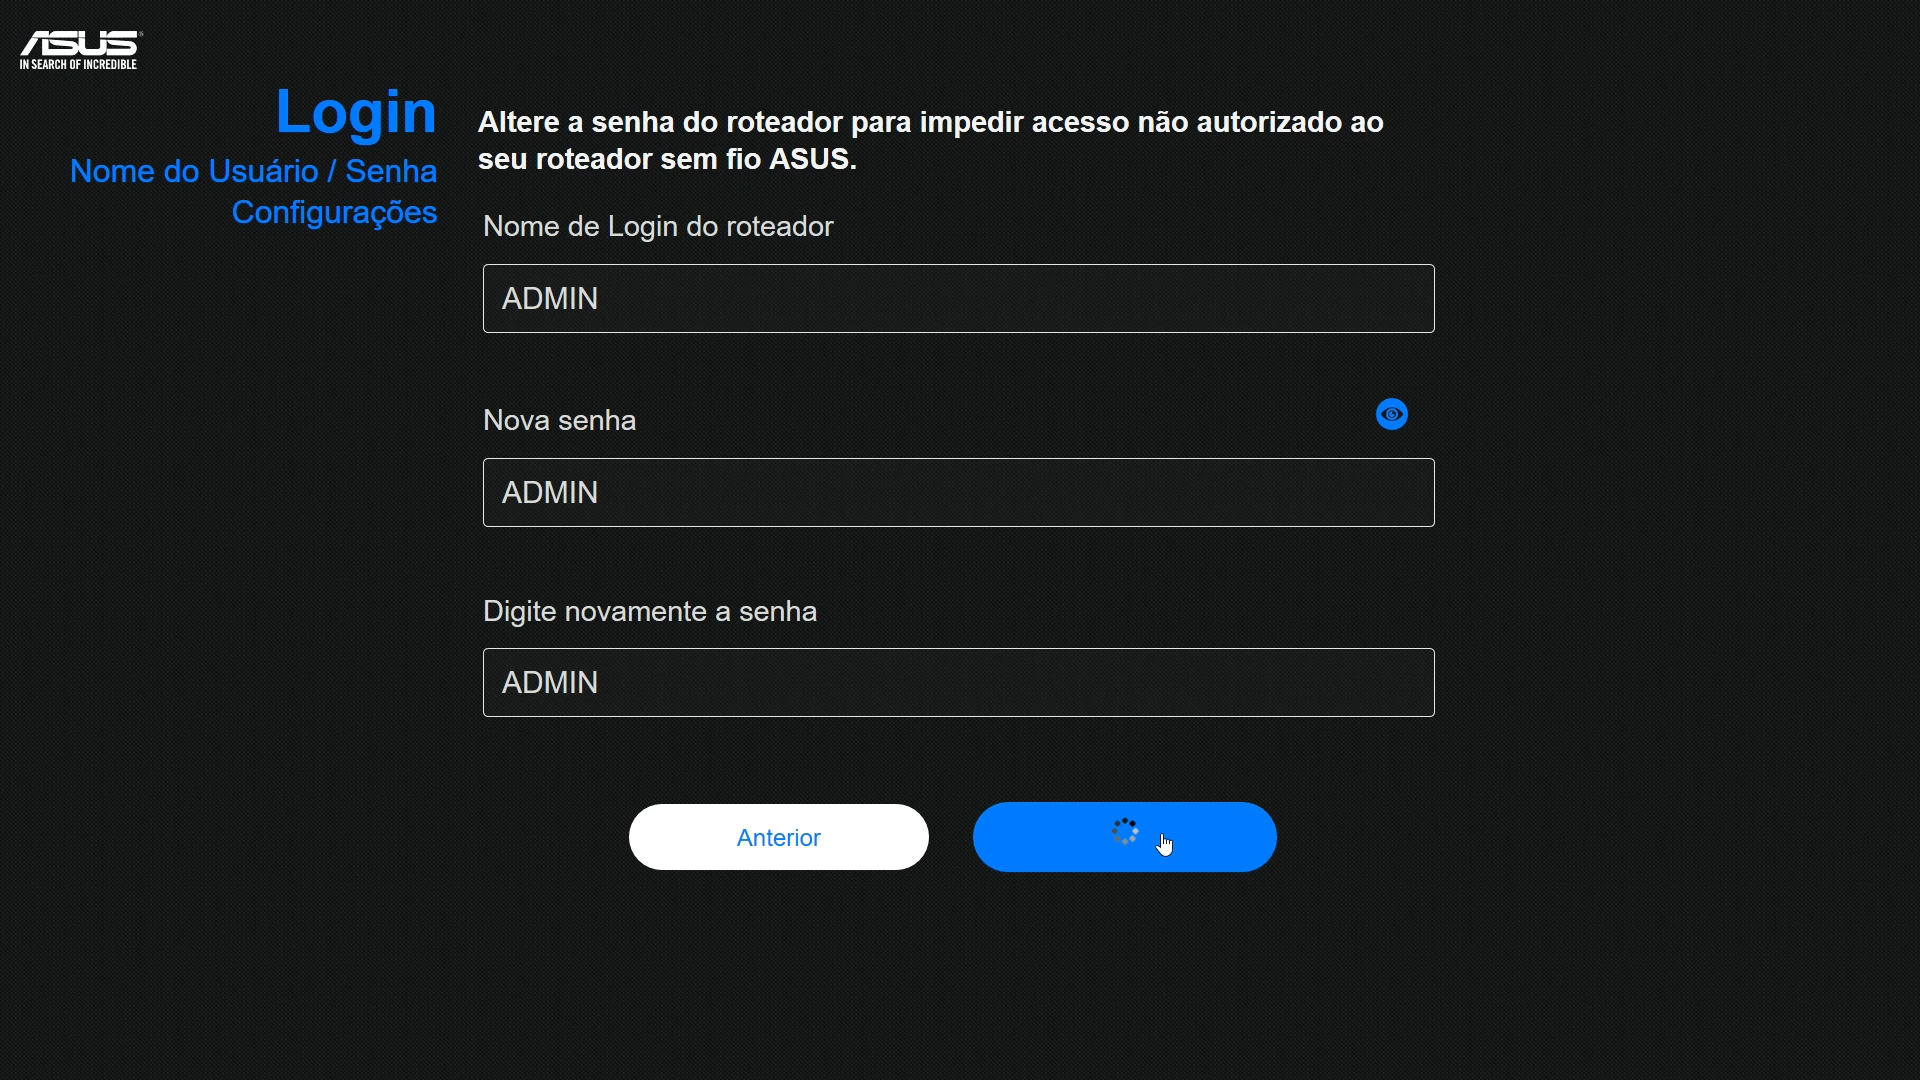 ASUS
IN SEARCH OF INCREDIBLE
Login
Nome do Usuário / Senha
Configurações
Altere a senha do roteador para impedir acesso não autorizado ao
seu roteador sem fio ASUS.
Nome de Login do roteador
ADMIN
Nova senha
ADMIN
Digite novamente a senha
ADMIN
Anterior